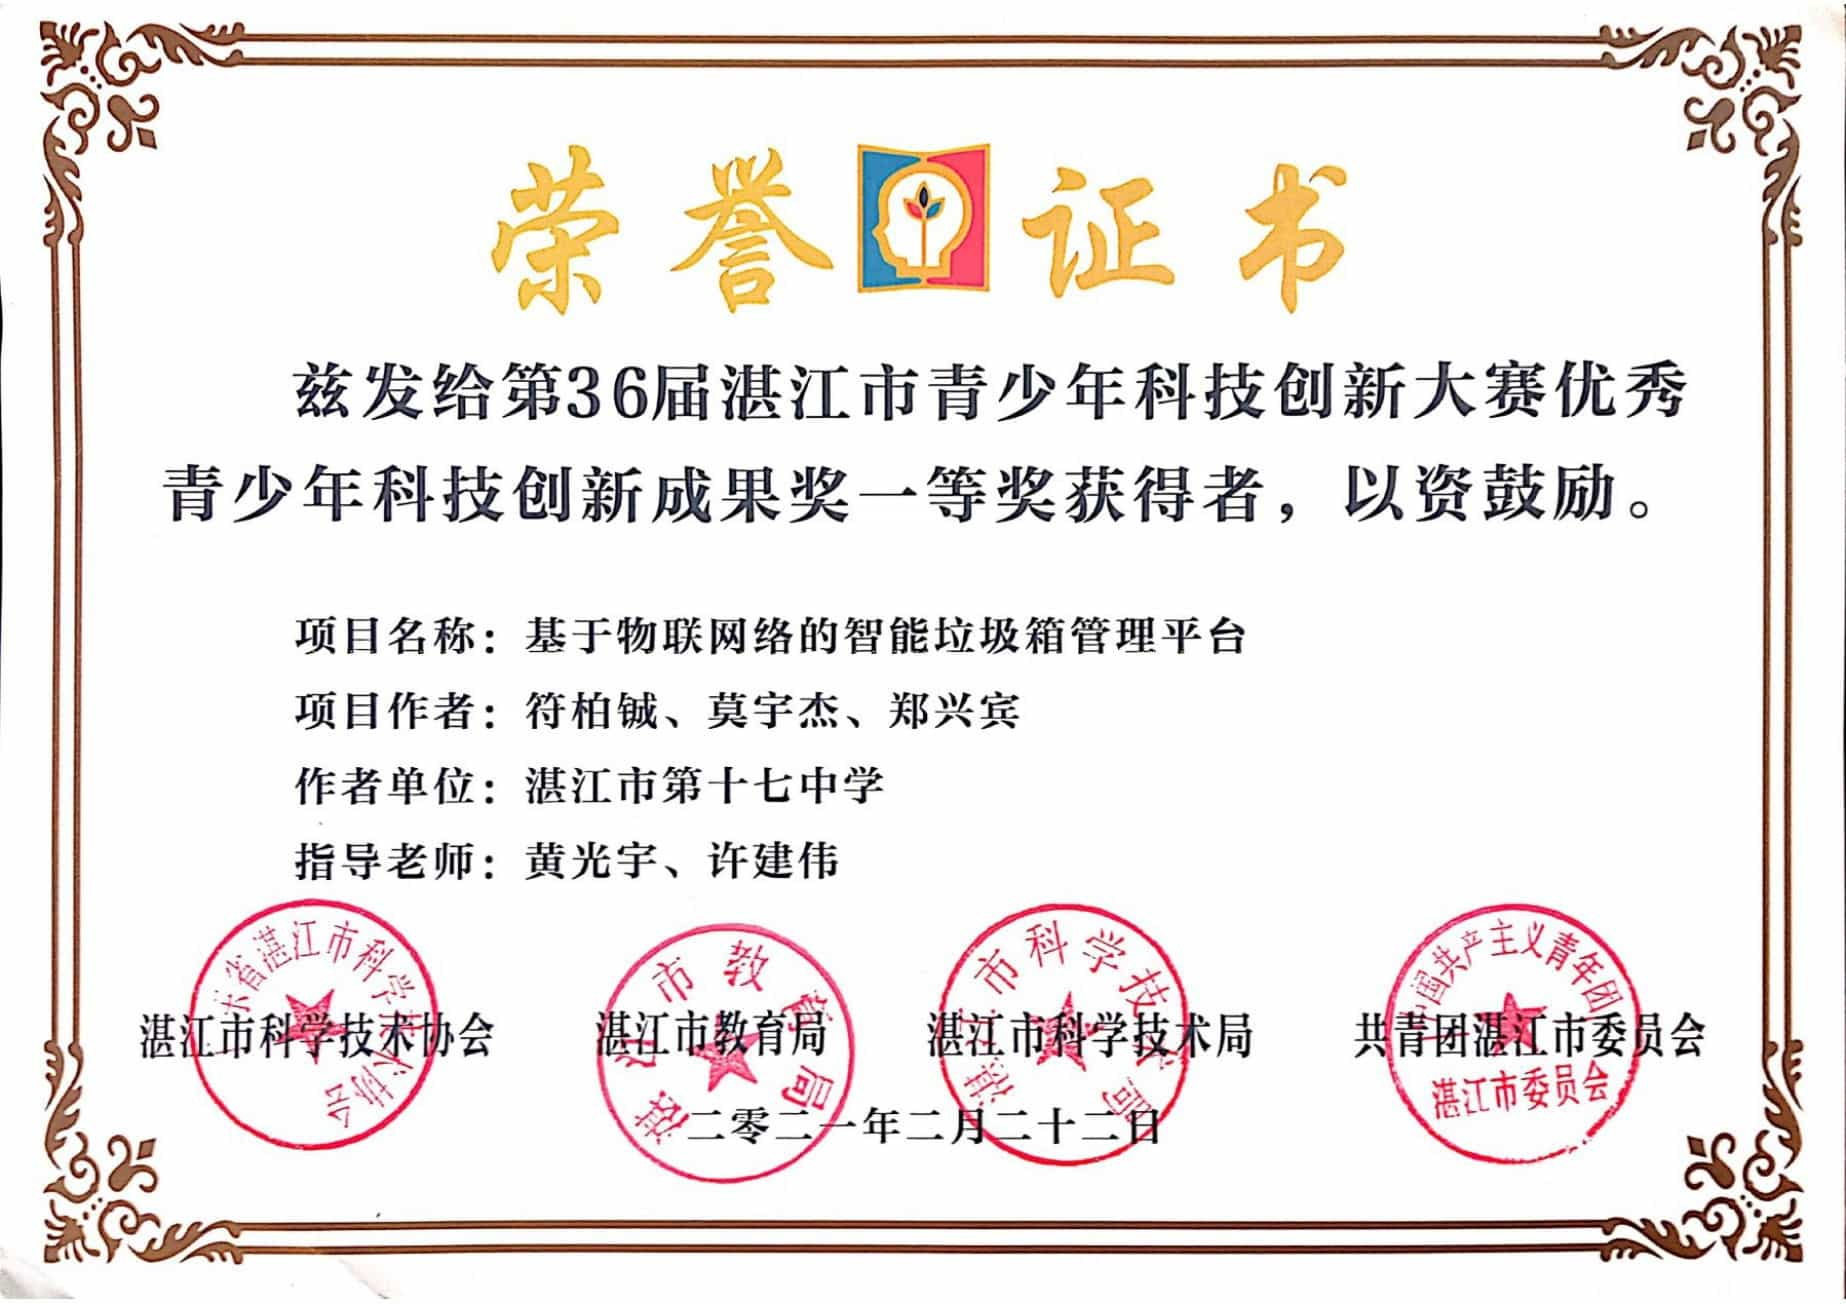 荣誉证书
兹发给第36届湛江市青少年科技创新大赛优秀
青少年科技创新成果奖一等奖获得者，以资鼓励。
项目名称：基于物联网络的智能垃圾箱管理平台
项目作者：符柏铖、莫宇杰、郑兴宾
作者单位：湛江市第十七中学
指导老师：黄光宇、许建伟
湛江市科学技术协会 湛江市教育局 湛江市科学技术局 共青团湛江市委员会
二零二一年二月二十二日
东省湛江市科学技术协会
湛江市教育局
湛江市科学技术局
中国共产主义青年团
湛江市委员会